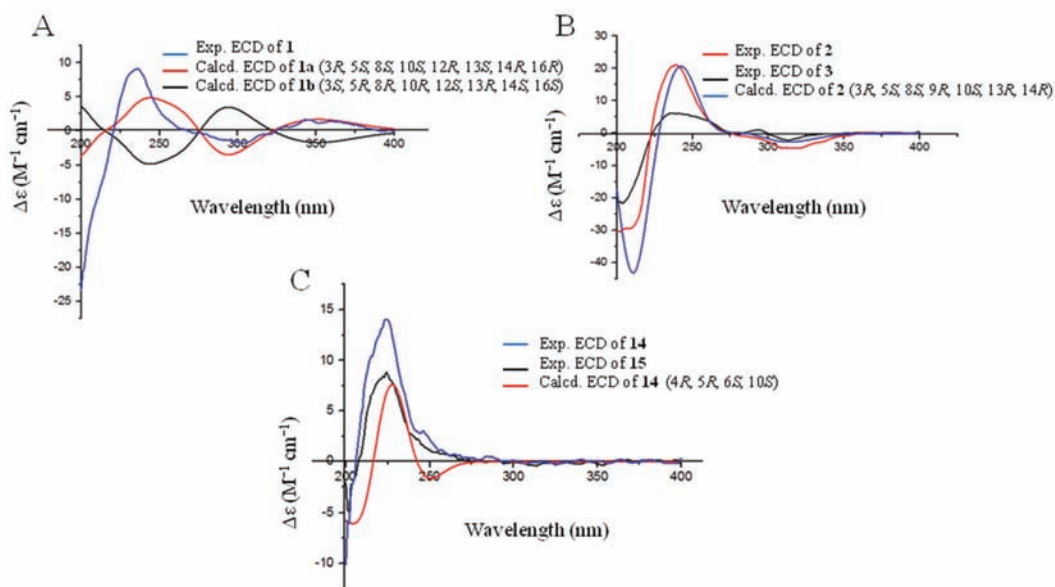 A
Exp. ECD of 1
Calcd. ECD of 1a (3R, 5S, 8S, 10S, 12R, 13S, 14R, 16R)
Calcd. ECD of 1b (3S, 5R, 8R, 10R, 12S, 13R, 14S, 16S)
10
5
0
-5
-10
-15
-20
-25
200
250
300
350
400
Δε (M⁻¹ cm⁻¹)
Wavelength (nm)
B
Exp. ECD of 2
Exp. ECD of 3
Calcd. ECD of 2 (3R, 5S, 8S, 9R, 10S, 13R, 14R)
30
20
10
0
-10
-20
-30
-40
200
250
300
350
400
Δε (M⁻¹ cm⁻¹)
Wavelength (nm)
C
Exp. ECD of 14
Exp. ECD of 15
Calcd. ECD of 14 (4R, 5R, 6S, 10S)
15
10
5
0
-5
-10
200
250
300
350
400
Δε (M⁻¹ cm⁻¹)
Wavelength (nm)